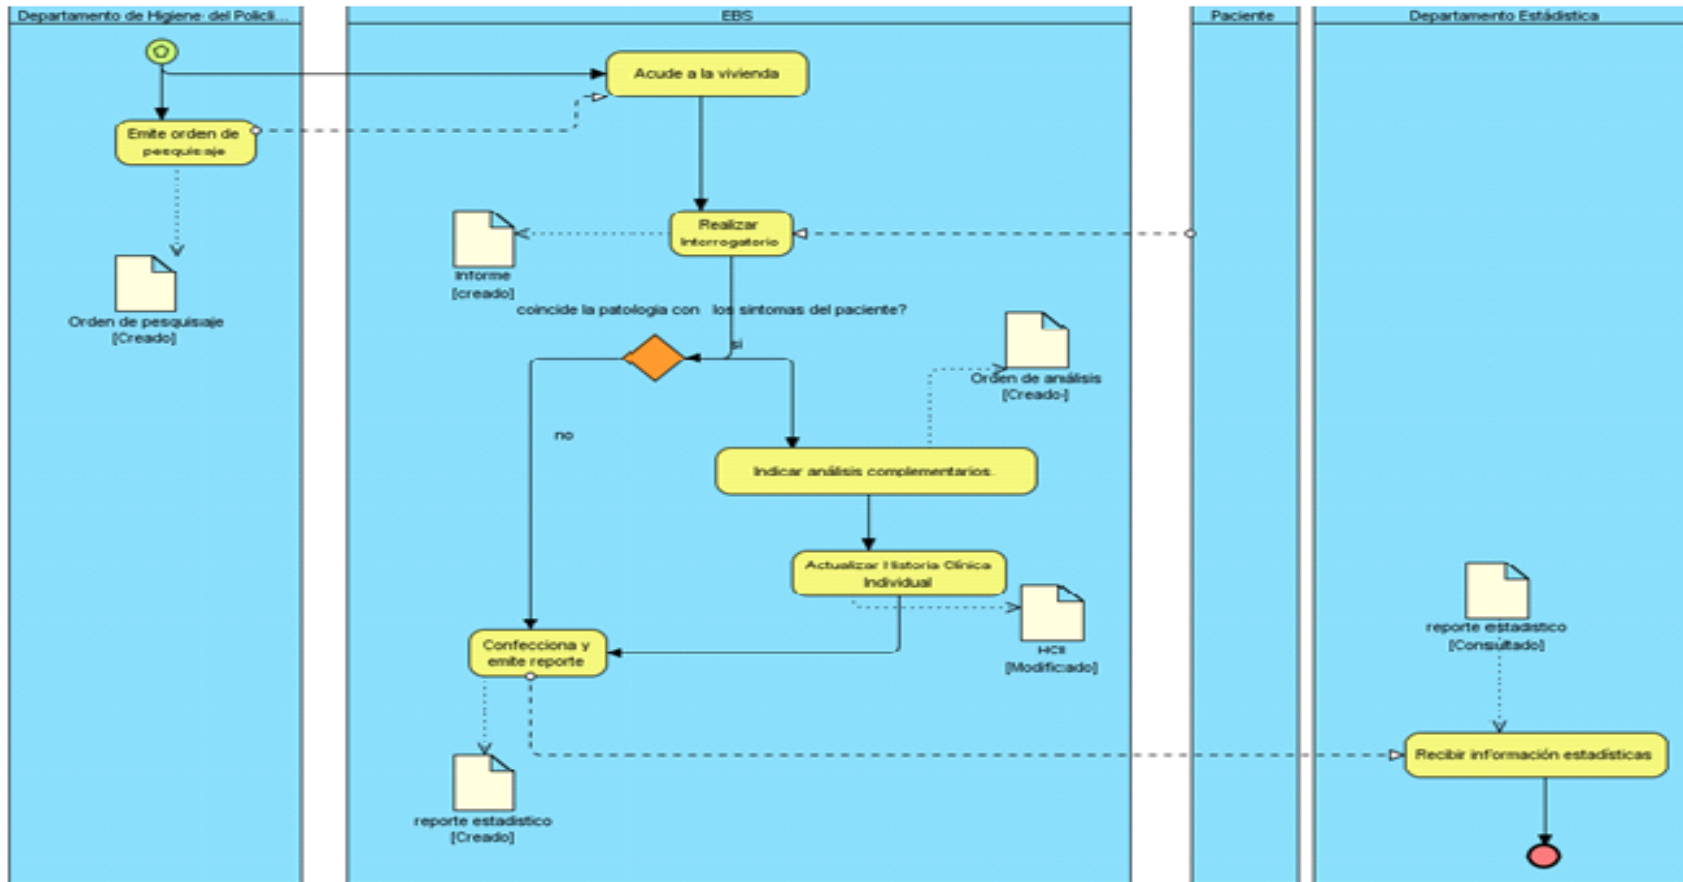 Departamento de Higiene del Policli...
EBS
Paciente
Departamento Estádistica
Acude a la vivienda
Emite orden de
pesquisaje
Realizar
Interrogatorio
Informe
[creado]
Orden de pesquisaje
[Creado]
coincide la patologia con los sintomas del paciente?
si
Orden de análisis
[Creado]
no
Indicar análisis complementarios.
Actualizar Historia Clínica
Individual
HCI
[Modificado]
reporte estadistico
[Consultado]
Confecciona y
emite reporte
Recibir información estadísticas
reporte estadistico
[Creado]